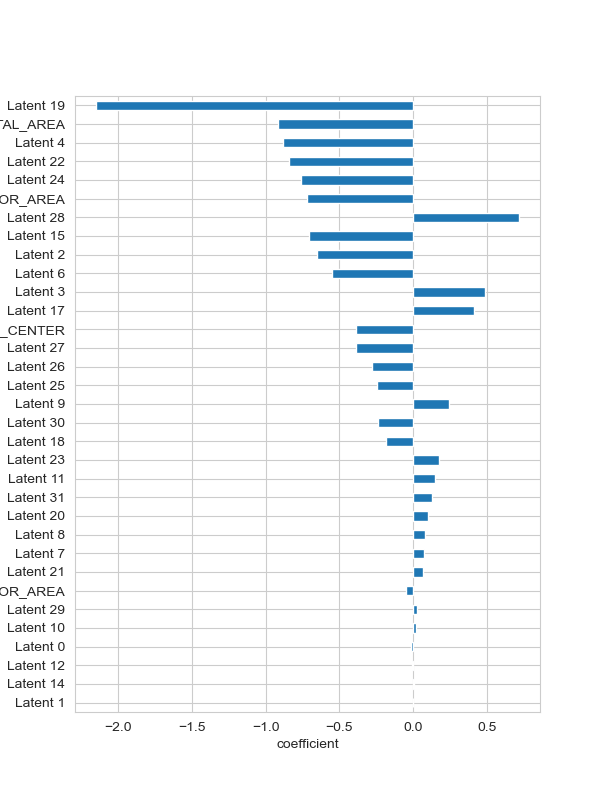 Latent 19
TAL_AREA
Latent 4
Latent 22
Latent 24
OR_AREA
Latent 28
Latent 15
Latent 2
Latent 6
Latent 3
Latent 17
_CENTER
Latent 27
Latent 26
Latent 25
Latent 9
Latent 30
Latent 18
Latent 23
Latent 11
Latent 31
Latent 20
Latent 8
Latent 7
Latent 21
OR_AREA
Latent 29
Latent 10
Latent 0
Latent 12
Latent 14
Latent 1
−2.0 −1.5 −1.0 −0.5 0.0 0.5
coefficient